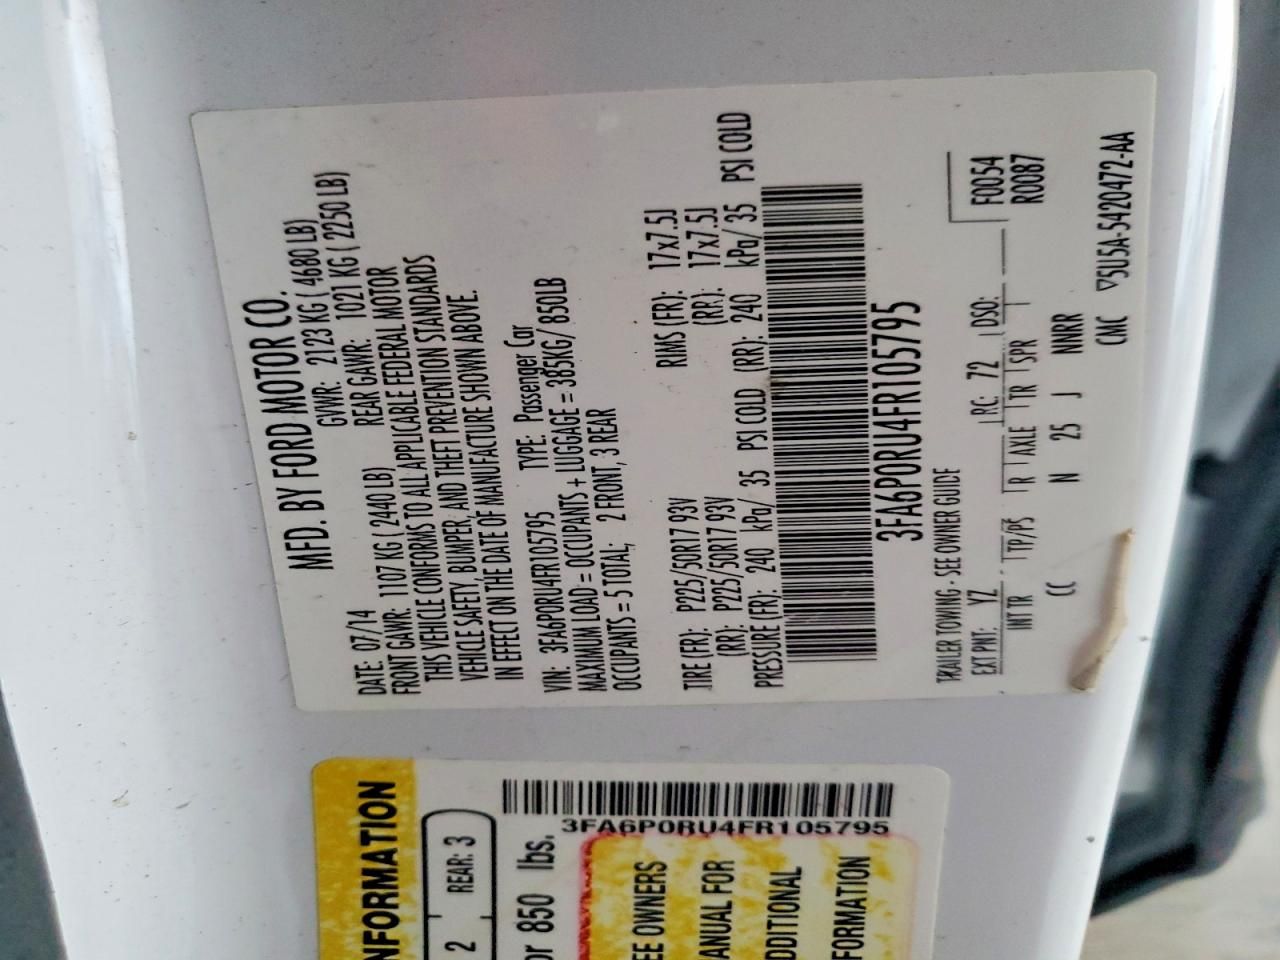 MFD. BY FORD MOTOR CO.
DATE: 07/14 GVWR: 2123 KG ( 4680 LB)
FRONT GAWR: 1107 KG ( 2440 LB) REAR GAWR: 1021 KG ( 2250 LB)
THIS VEHICLE CONFORMS TO ALL APPLICABLE FEDERAL MOTOR
VEHICLE SAFETY, BUMPER, AND THEFT PREVENTION STANDARDS
IN EFFECT ON THE DATE OF MANUFACTURE SHOWN ABOVE.
VIN: 3FA6P0RU4FR105795 TYPE: Passenger Car
MAXIMUM LOAD = OCCUPANTS + LUGGAGE = 385KG/ 850LB
OCCUPANTS = 5 TOTAL; 2 FRONT, 3 REAR
TIRE (FR): P225/50R17 93V RIMS (FR): 17x7.5J
(RR): P225/50R17 93V (RR): 17x7.5J
PRESSURE (FR): 240 kPa/ 35 PSI COLD (RR): 240 kPa/ 35 PSI COLD
3FA6P0RU4FR105795
TRAILER TOWING - SEE OWNER GUIDE
EXT PNT: YZ RC: 72 DSO: F0054
INT TR TP/PS R AXLE TR SPR R0087
CC N 25 J NNRR
CMC ▽5U5A-5420472-AA
NFORMATION
2 REAR: 3
or 850 lbs.
3FA6P0RU4FR105795
EE OWNERS
ANUAL FOR
DDITIONAL
FORMATION